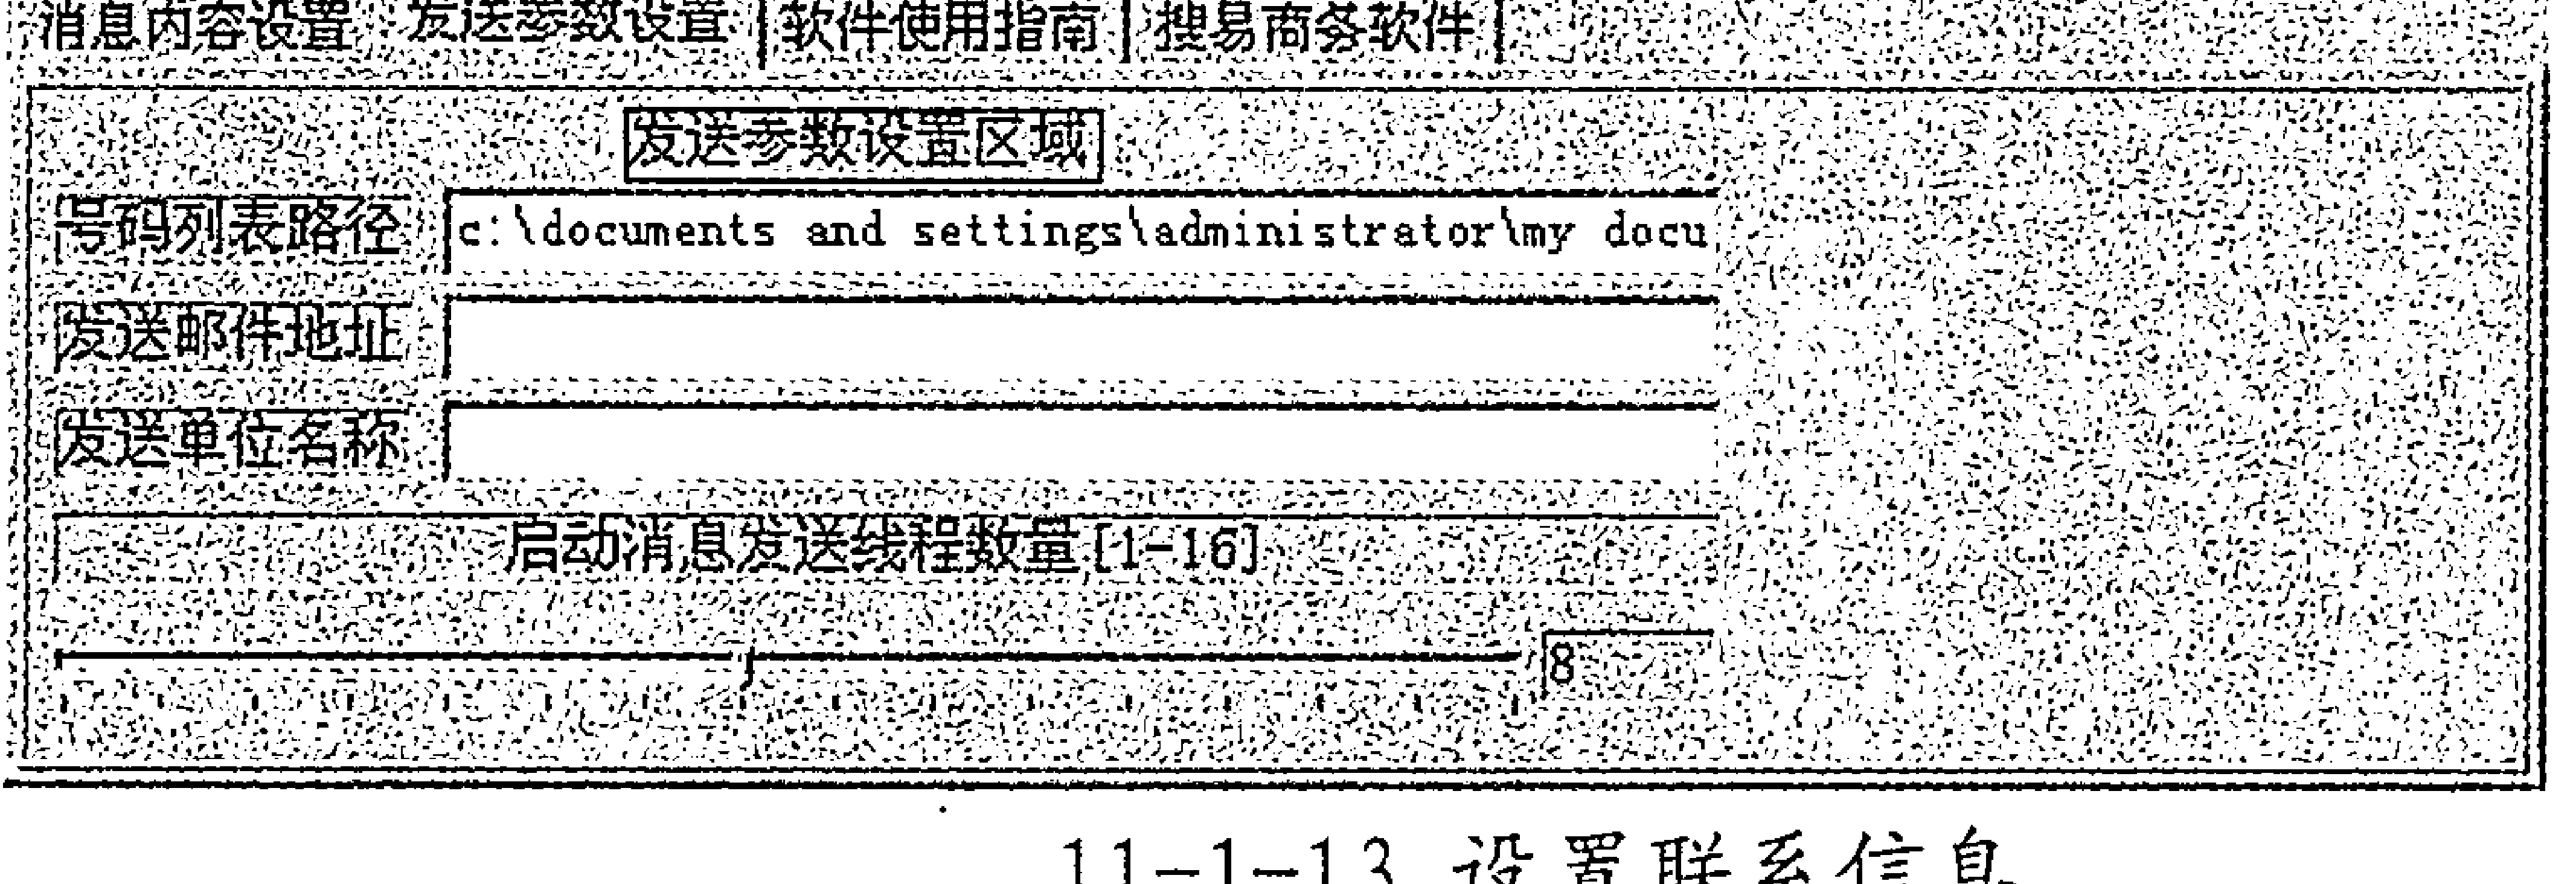 消息内容设置 发送参数设置 软件使用指南 搜易商务软件
发送参数设置区域
号码列表路径 c:\documents and settings\administrator\my docu
发送邮件地址
发送单位名称
启动消息发送线程数量[1-16]
8
11-1-13 设置联系信息